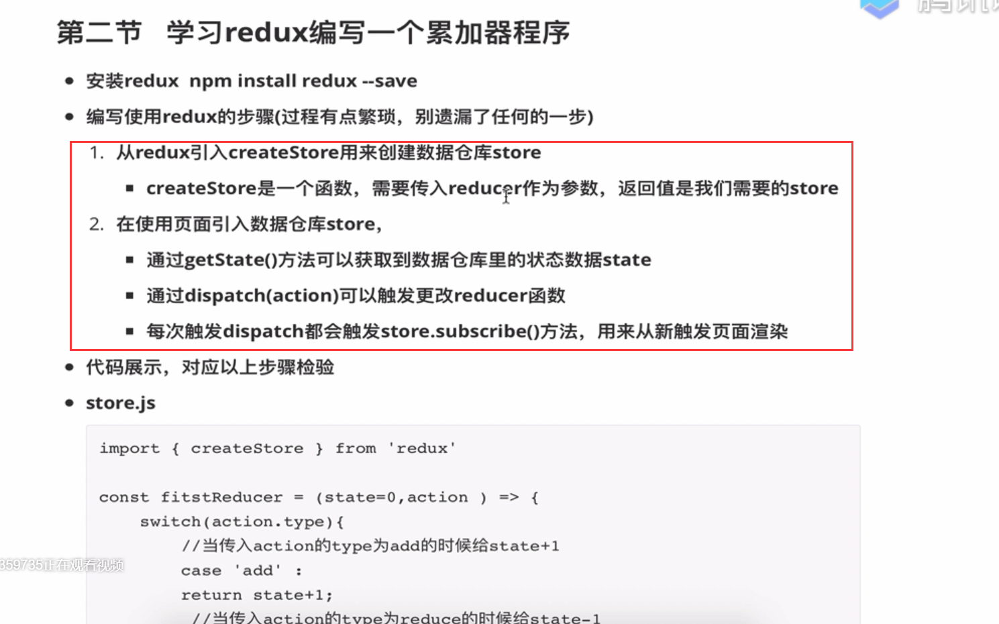 第二节 学习redux编写一个累加器程序
安装redux npm install redux --save
编写使用redux的步骤(过程有点繁琐，别遗漏了任何的一步)
1. 从redux引入createStore用来创建数据仓库store
createStore是一个函数，需要传入reducer作为参数，返回值是我们需要的store
2. 在使用页面引入数据仓库store,
通过getState()方法可以获取到数据仓库里的状态数据state
通过dispatch(action)可以触发更改reducer函数
每次触发dispatch都会触发store.subscribe()方法，用来从新触发页面渲染
代码展示，对应以上步骤检验
store.js
import { createStore } from 'redux'
const fitstReducer = (state=0,action ) => {
switch(action.type){
//当传入action的type为add的时候给state+1
359735正在观看视频
case 'add' :
return state+1;
//当传入action的type为reduce的时候给state-1